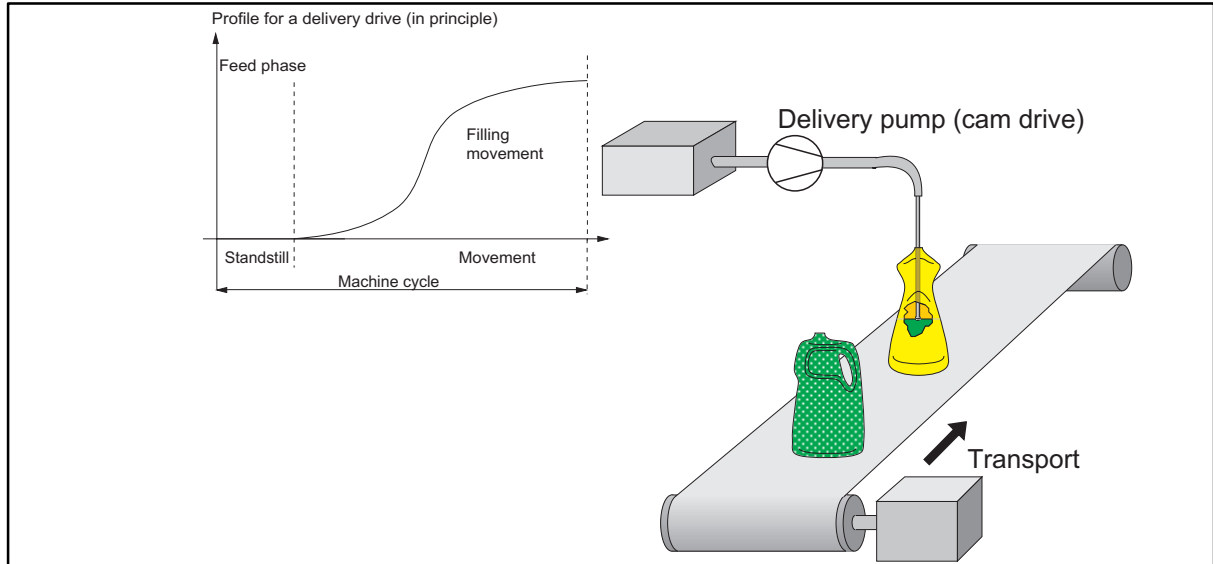 Profile for a delivery drive (in principle)
Feed phase
Filling
movement
Standstill
Movement
Machine cycle
Delivery pump (cam drive)
Transport